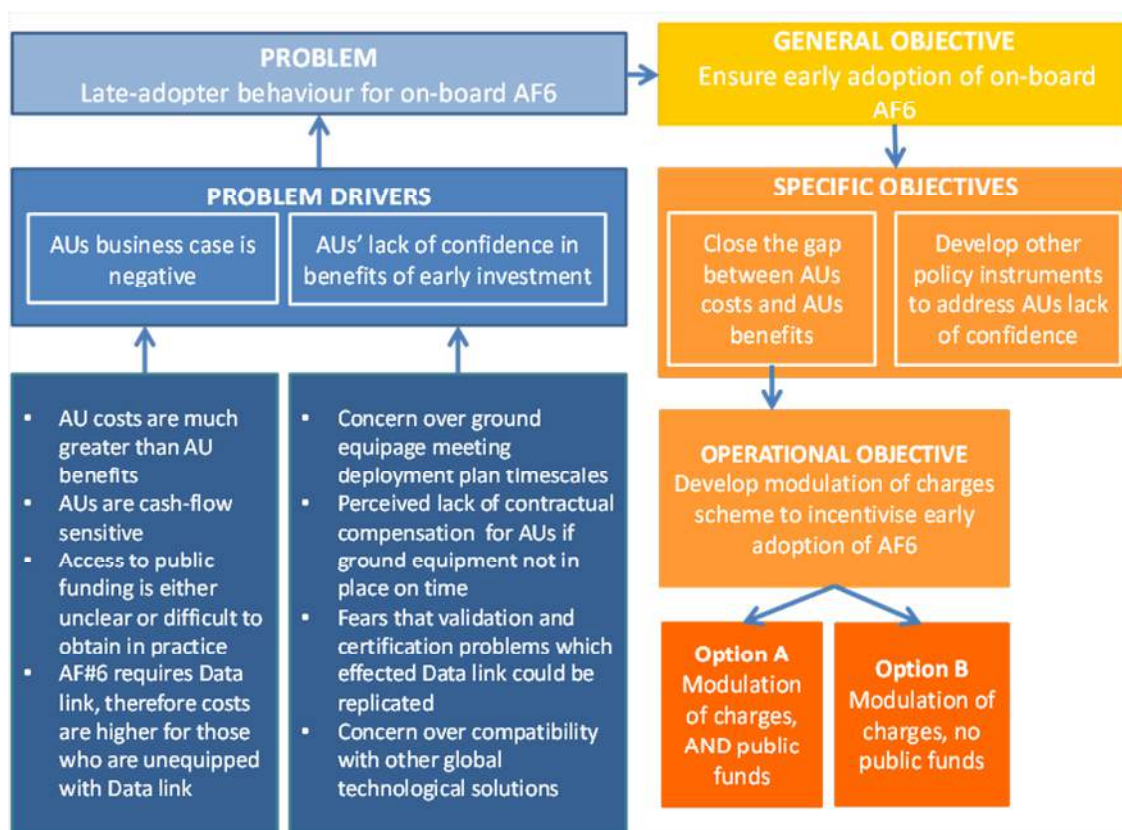 PROBLEM
Late-adopter behaviour for on-board AF6
GENERAL OBJECTIVE
Ensure early adoption of on-board
AF6
PROBLEM DRIVERS
AUs business case is
negative
AUs' lack of confidence in
benefits of early investment
SPECIFIC OBJECTIVES
Close the gap
between AUs
costs and AUs
benefits
Develop other
policy instruments
to address AUs lack
of confidence
▪ AU costs are much
greater than AU
benefits
▪ AUs are cash-flow
sensitive
▪ Access to public
funding is either
unclear or difficult to
obtain in practice
▪ AF#6 requires Data
link, therefore costs
are higher for those
who are unequipped
with Data link
▪ Concern over ground
equipage meeting
deployment plan timescales
▪ Perceived lack of contractual
compensation for AUs if
ground equipment not in
place on time
▪ Fears that validation and
certification problems which
effected Data link could be
replicated
▪ Concern over compatibility
with other global
technological solutions
OPERATIONAL OBJECTIVE
Develop modulation of charges
scheme to incentivise early
adoption of AF6
Option A
Modulation
of charges,
AND public
funds
Option B
Modulation of
charges, no
public funds